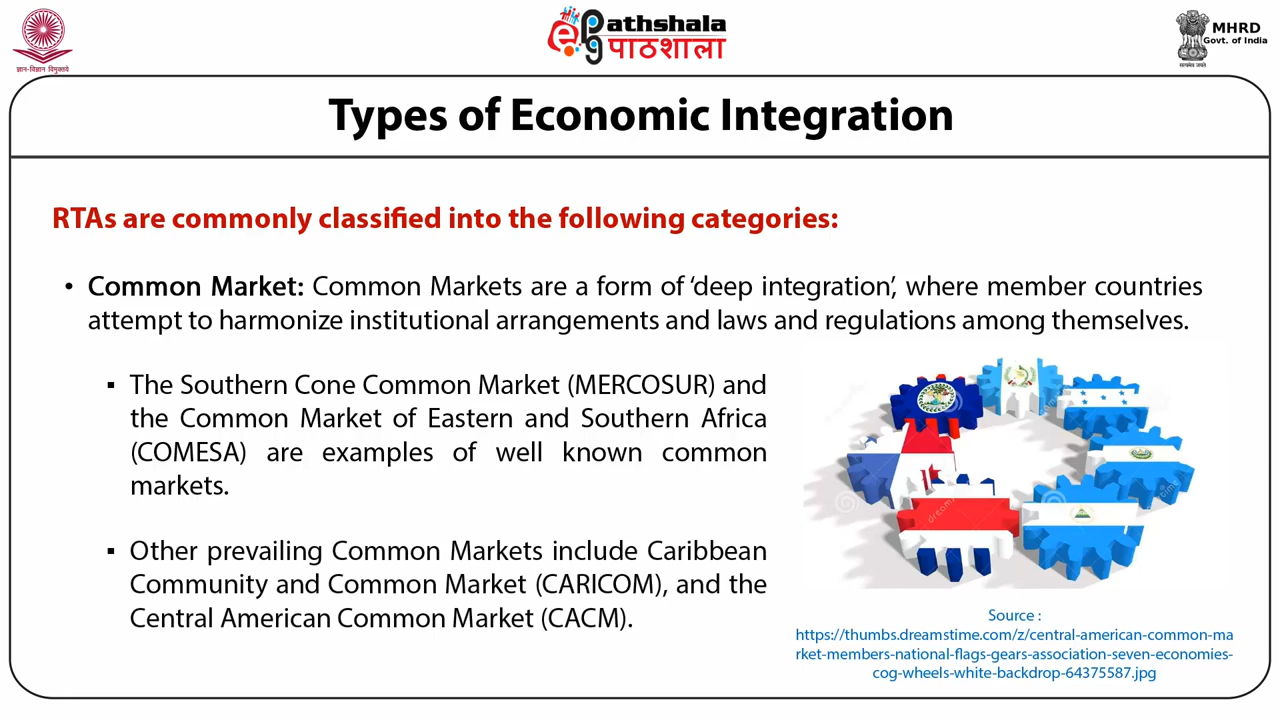 ज्ञान-विज्ञान विमुक्तये
ePathshala
पाठशाला
MHRD
Govt. of India
सत्यमेव जयते
Types of Economic Integration
RTAs are commonly classified into the following categories:
• Common Market: Common Markets are a form of ‘deep integration’, where member countries
attempt to harmonize institutional arrangements and laws and regulations among themselves.
▪ The Southern Cone Common Market (MERCOSUR) and
the Common Market of Eastern and Southern Africa
(COMESA) are examples of well known common
markets.
▪ Other prevailing Common Markets include Caribbean
Community and Common Market (CARICOM), and the
Central American Common Market (CACM).
Source :
https://thumbs.dreamstime.com/z/central-american-common-ma
rket-members-national-flags-gears-association-seven-economies-
cog-wheels-white-backdrop-64375587.jpg